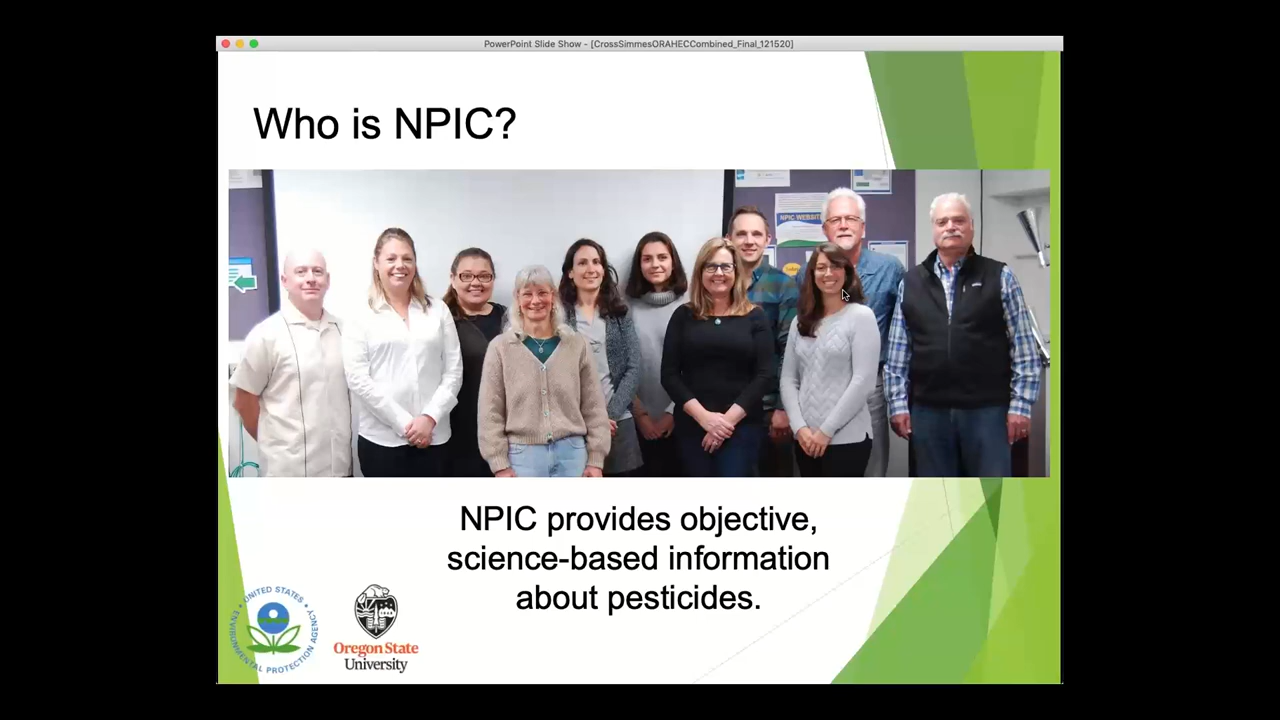 PowerPoint Slide Show - [CrossSimmesORAHECCombined_Final_121520]
Who is NPIC?
NPIC WEBSITE
NPIC provides objective,
science-based information
about pesticides.
UNITED STATES
ENVIRONMENTAL PROTECTION AGENCY
Oregon State
University